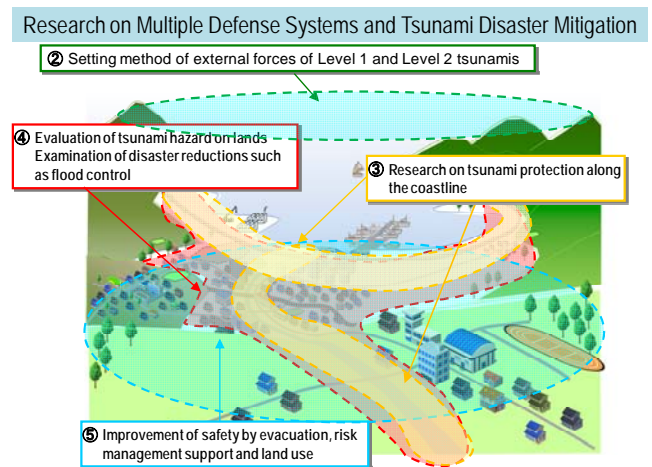 Research on Multiple Defense Systems and Tsunami Disaster Mitigation
② Setting method of external forces of Level 1 and Level 2 tsunamis
④ Evaluation of tsunami hazard on lands
Examination of disaster reductions such
as flood control
③ Research on tsunami protection along
the coastline
⑤ Improvement of safety by evacuation, risk
management support and land use